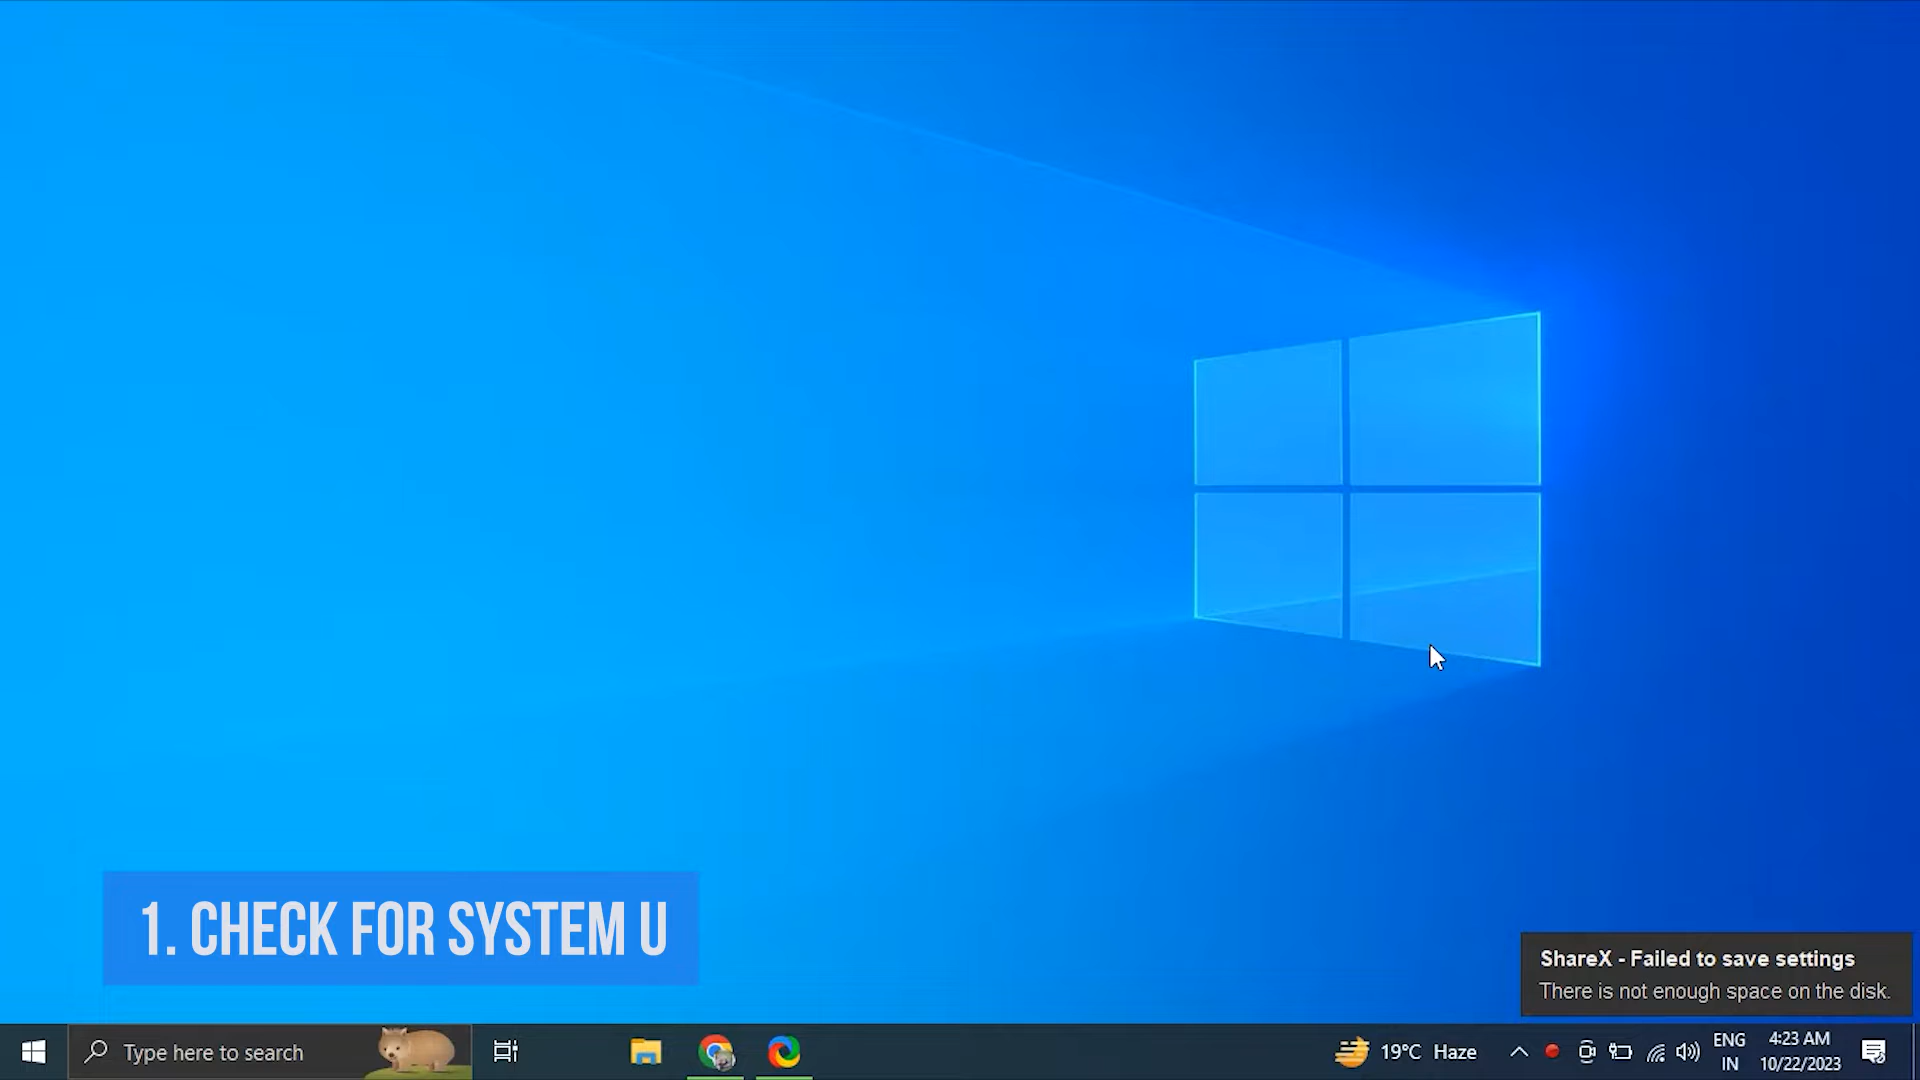 1. CHECK FOR SYSTEM U
ShareX - Failed to save settings
There is not enough space on the disk.
Type here to search
19°C Haze
ENG
IN
4:23 AM
10/22/2023